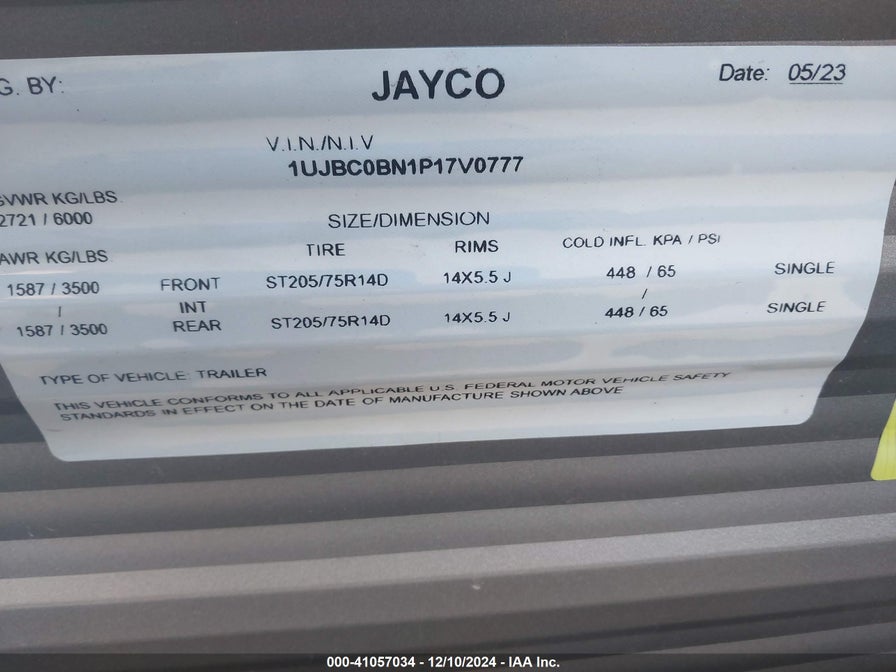 G. BY: JAYCO Date: 05/23
V.I.N./N.I.V
1UJBC0BN1P17V0777
GVWR KG/LBS
2721 / 6000 SIZE/DIMENSION
AWR KG/LBS TIRE RIMS COLD INFL. KPA / PSI
1587 / 3500 FRONT ST205/75R14D 14X5.5 J 448 / 65 SINGLE
/ INT /
1587 / 3500 REAR ST205/75R14D 14X5.5 J 448 / 65 SINGLE
TYPE OF VEHICLE: TRAILER
THIS VEHICLE CONFORMS TO ALL APPLICABLE U.S. FEDERAL MOTOR VEHICLE SAFETY
STANDARDS IN EFFECT ON THE DATE OF MANUFACTURE SHOWN ABOVE
000-41057034 - 12/10/2024 - IAA Inc.